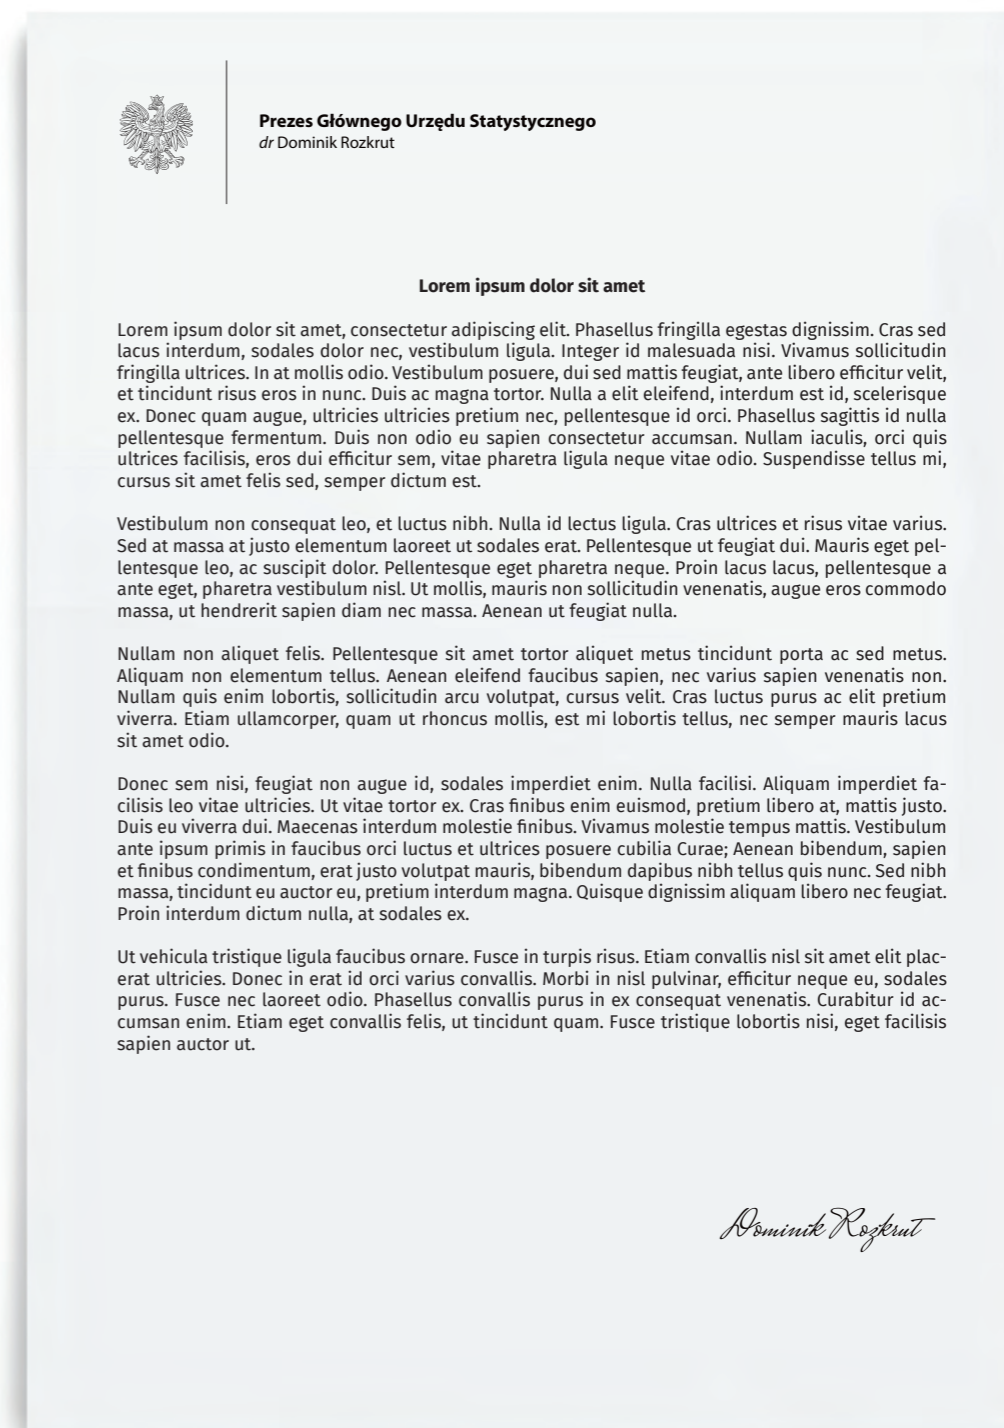 Prezes Głównego Urzędu Statystycznego
dr Dominik Rozkrut
Lorem ipsum dolor sit amet
Lorem ipsum dolor sit amet, consectetur adipiscing elit. Phasellus fringilla egestas dignissim. Cras sed
lacus interdum, sodales dolor nec, vestibulum ligula. Integer id malesuada nisi. Vivamus sollicitudin
fringilla ultrices. In at mollis odio. Vestibulum posuere, dui sed mattis feugiat, ante libero efficitur velit,
et tincidunt risus eros in nunc. Duis ac magna tortor. Nulla a elit eleifend, interdum est id, scelerisque
ex. Donec quam augue, ultricies ultricies pretium nec, pellentesque id orci. Phasellus sagittis id nulla
pellentesque fermentum. Duis non odio eu sapien consectetur accumsan. Nullam iaculis, orci quis
ultrices facilisis, eros dui efficitur sem, vitae pharetra ligula neque vitae odio. Suspendisse tellus mi,
cursus sit amet felis sed, semper dictum est.
Vestibulum non consequat leo, et luctus nibh. Nulla id lectus ligula. Cras ultrices et risus vitae varius.
Sed at massa at justo elementum laoreet ut sodales erat. Pellentesque ut feugiat dui. Mauris eget pel-
lentesque leo, ac suscipit dolor. Pellentesque eget pharetra neque. Proin lacus lacus, pellentesque a
ante eget, pharetra vestibulum nisl. Ut mollis, mauris non sollicitudin venenatis, augue eros commodo
massa, ut hendrerit sapien diam nec massa. Aenean ut feugiat nulla.
Nullam non aliquet felis. Pellentesque sit amet tortor aliquet metus tincidunt porta ac sed metus.
Aliquam non elementum tellus. Aenean eleifend faucibus sapien, nec varius sapien venenatis non.
Nullam quis enim lobortis, sollicitudin arcu volutpat, cursus velit. Cras luctus purus ac elit pretium
viverra. Etiam ullamcorper, quam ut rhoncus mollis, est mi lobortis tellus, nec semper mauris lacus
sit amet odio.
Donec sem nisi, feugiat non augue id, sodales imperdiet enim. Nulla facilisi. Aliquam imperdiet fa-
cilisis leo vitae ultricies. Ut vitae tortor ex. Cras finibus enim euismod, pretium libero at, mattis justo.
Duis eu viverra dui. Maecenas interdum molestie finibus. Vivamus molestie tempus mattis. Vestibulum
ante ipsum primis in faucibus orci luctus et ultrices posuere cubilia Curae; Aenean bibendum, sapien
et finibus condimentum, erat justo volutpat mauris, bibendum dapibus nibh tellus quis nunc. Sed nibh
massa, tincidunt eu auctor eu, pretium interdum magna. Quisque dignissim aliquam libero nec feugiat.
Proin interdum dictum nulla, at sodales ex.
Ut vehicula tristique ligula faucibus ornare. Fusce in turpis risus. Etiam convallis nisl sit amet elit plac-
erat ultricies. Donec in erat id orci varius convallis. Morbi in nisl pulvinar, efficitur neque eu, sodales
purus. Fusce nec laoreet odio. Phasellus convallis purus in ex consequat venenatis. Curabitur id ac-
cumsan enim. Etiam eget convallis felis, ut tincidunt quam. Fusce tristique lobortis nisi, eget facilisis
sapien auctor ut.
Dominik Rozkrut